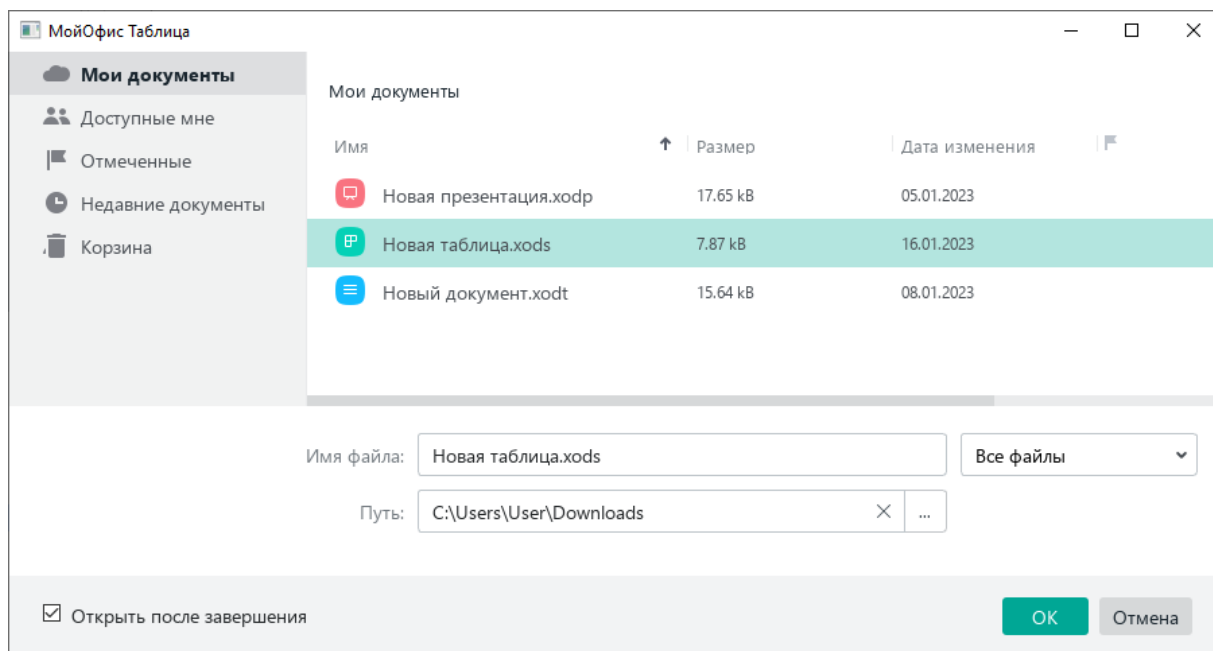 МойОфис Таблица
Мои документы
Доступные мне
Отмеченные
Недавние документы
Корзина
Мои документы
Имя Размер Дата изменения
Новая презентация.xodp 17.65 kB 05.01.2023
Новая таблица.xods 7.87 kB 16.01.2023
Новый документ.xodt 15.64 kB 08.01.2023
Имя файла: Новая таблица.xods Все файлы
Путь: C:\Users\User\Downloads ...
Открыть после завершения ОК Отмена